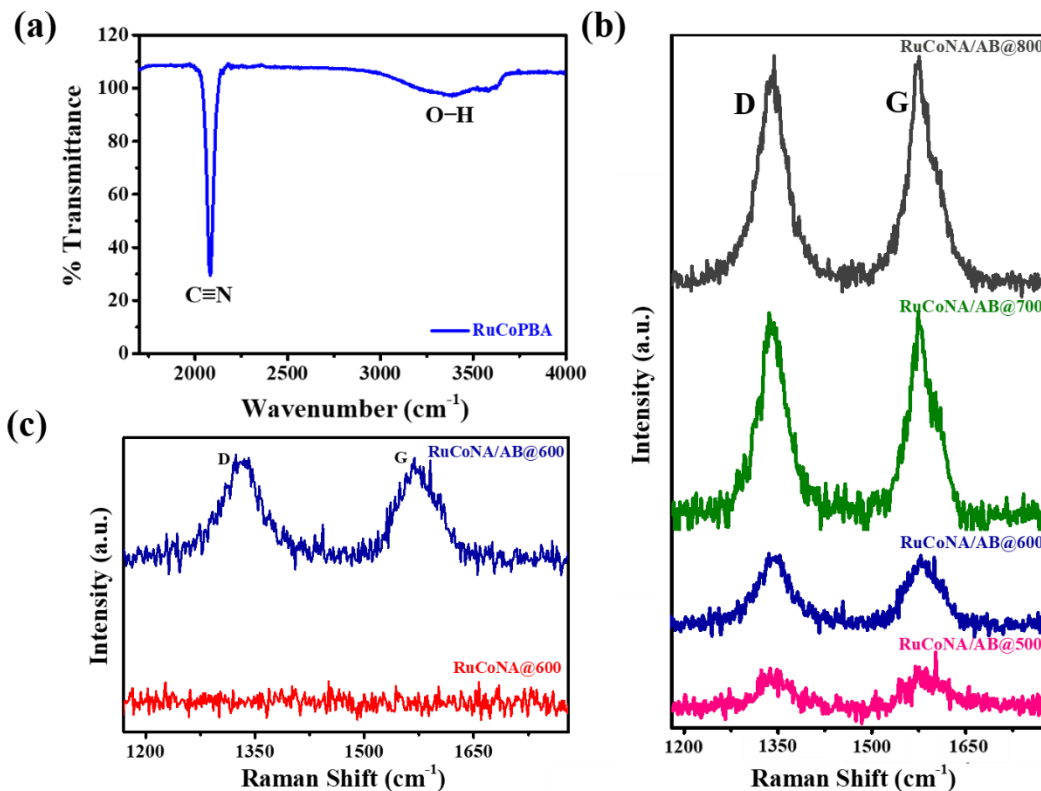 (a)
120
100
80
60
40
20
0
% Transmittance
O−H
C≡N
RuCoPBA
2000 2500 3000 3500 4000
Wavenumber (cm⁻¹)
(b)
RuCoNA/AB@800
D G
RuCoNA/AB@700
RuCoNA/AB@600
RuCoNA/AB@500
Intensity (a.u.)
1200 1350 1500 1650
Raman Shift (cm⁻¹)
(c)
RuCoNA/AB@600
D G
RuCoNA@600
Intensity (a.u.)
1200 1350 1500 1650
Raman Shift (cm⁻¹)